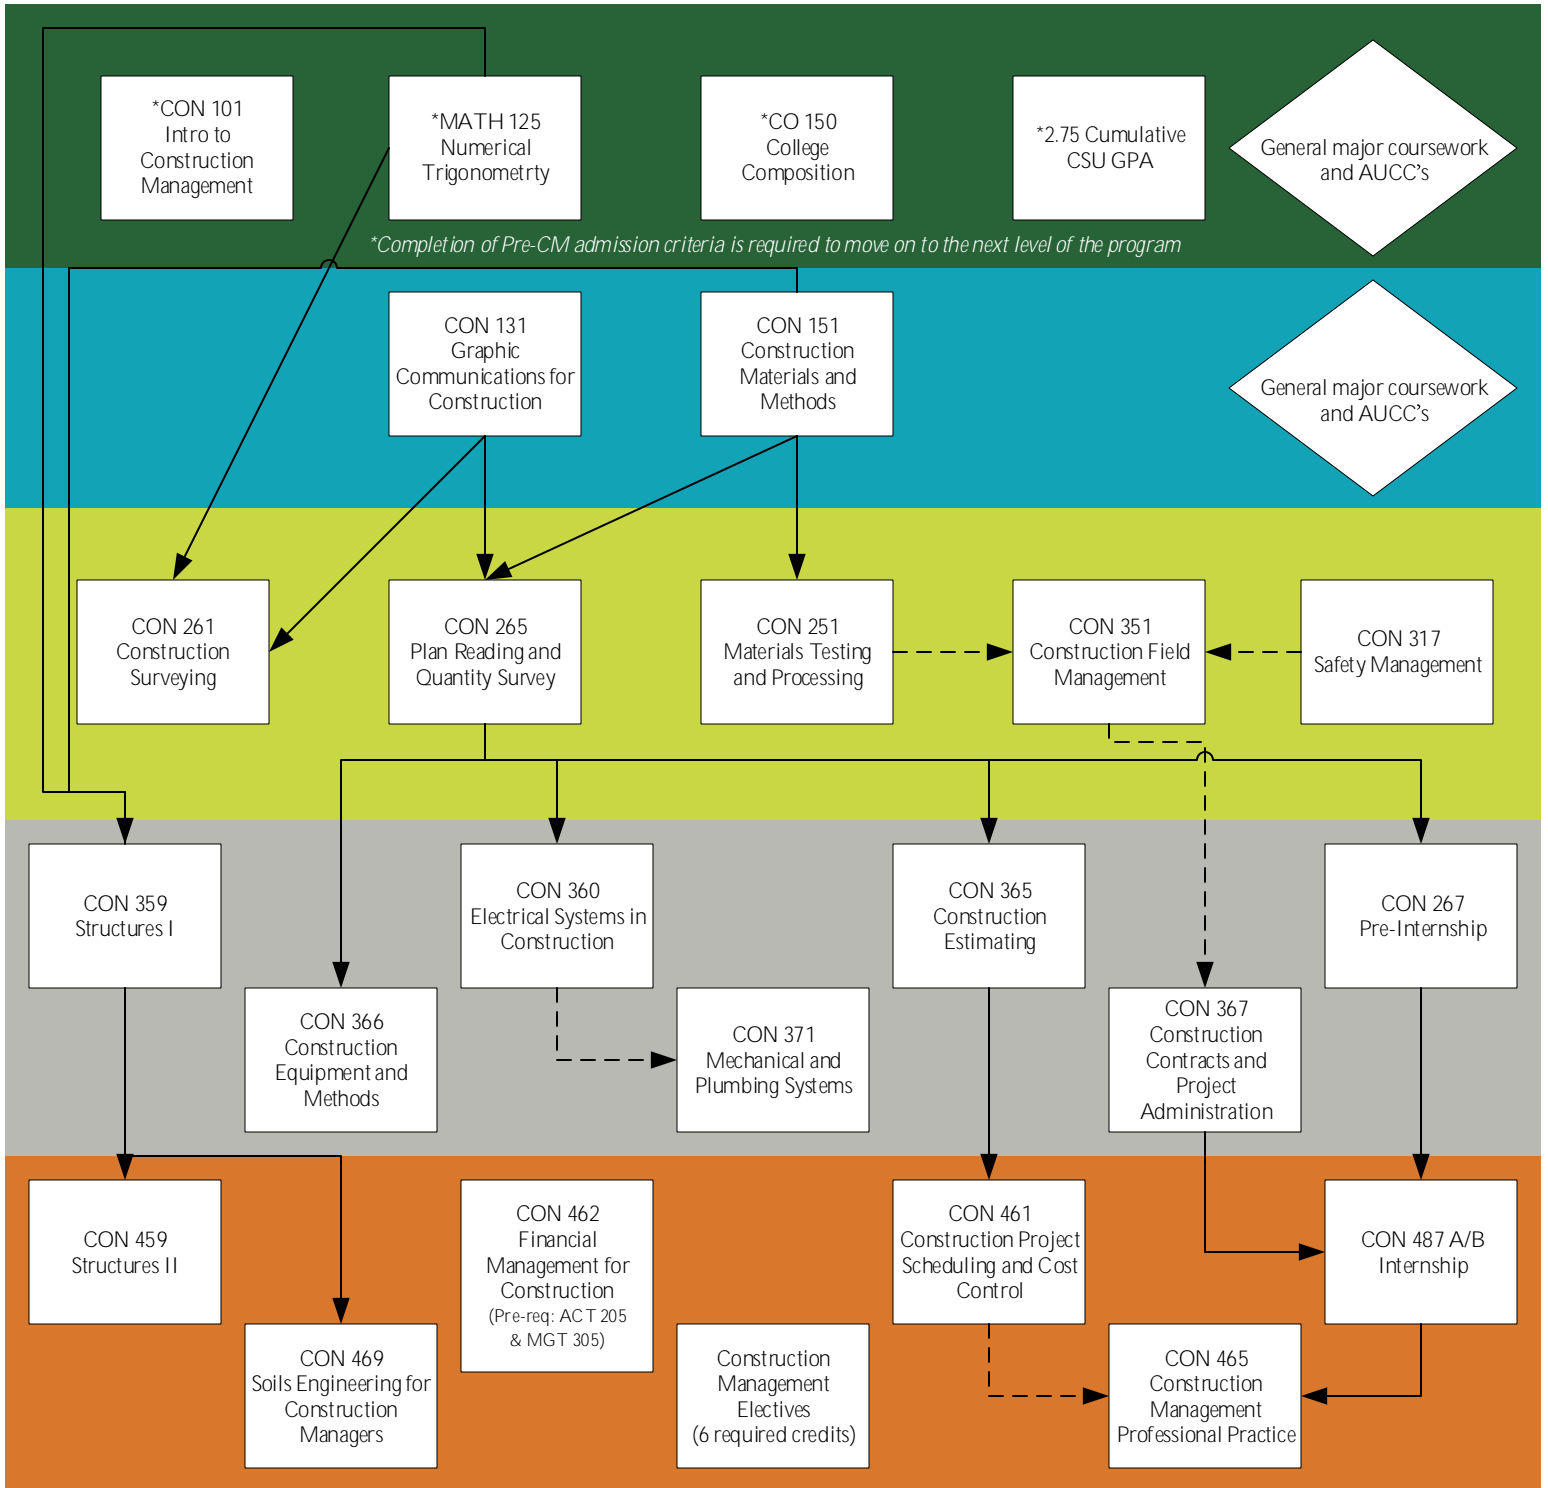 *CON 101
Intro to
Construction
Management
*MATH 125
Numerical
Trigonometrty
*CO 150
College
Composition
*2.75 Cumulative
CSU GPA
General major coursework
and AUCC's
*Completion of Pre-CM admission criteria is required to move on to the next level of the program
CON 131
Graphic
Communications for
Construction
CON 151
Construction
Materials and
Methods
General major coursework
and AUCC's
CON 261
Construction
Surveying
CON 265
Plan Reading and
Quantity Survey
CON 251
Materials Testing
and Processing
CON 351
Construction Field
Management
CON 317
Safety Management
CON 359
Structures I
CON 360
Electrical Systems in
Construction
CON 365
Construction
Estimating
CON 267
Pre-Internship
CON 366
Construction
Equipment and
Methods
CON 371
Mechanical and
Plumbing Systems
CON 367
Construction
Contracts and
Project
Administration
CON 459
Structures II
CON 462
Financial
Management for
Construction
(Pre-req: ACT 205
& MGT 305)
CON 461
Construction Project
Scheduling and Cost
Control
CON 487 A/B
Internship
CON 469
Soils Engineering for
Construction
Managers
Construction
Management
Electives
(6 required credits)
CON 465
Construction
Management
Professional Practice